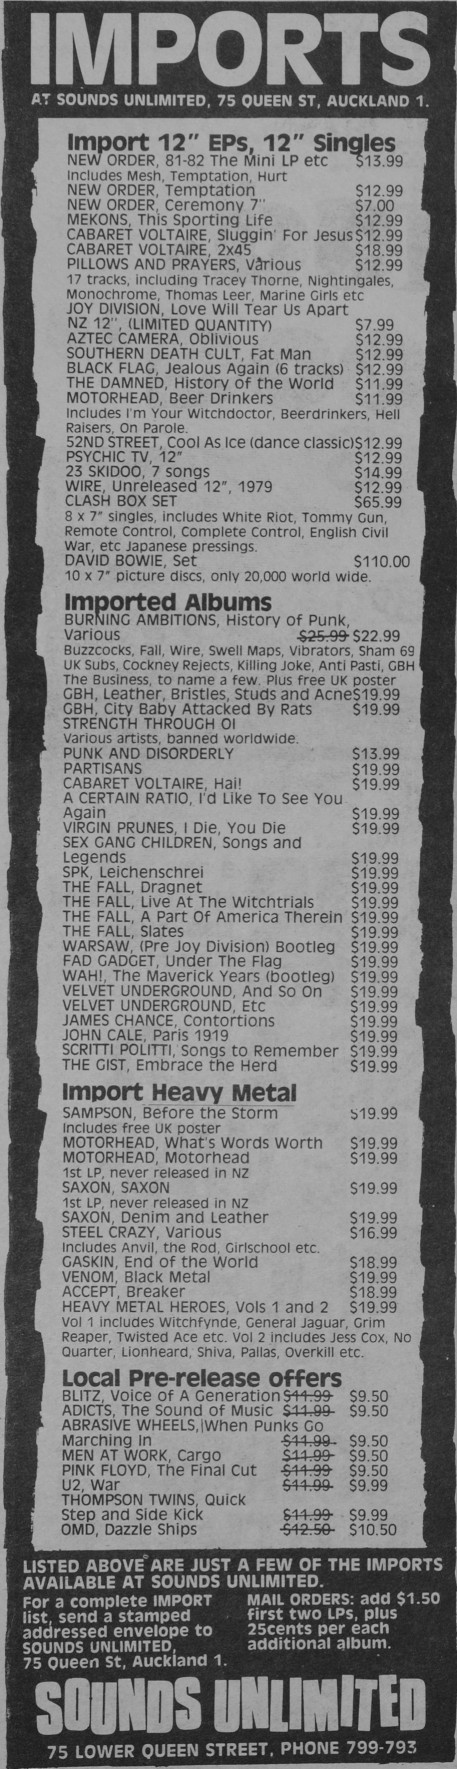 IMPORTS
AT SOUNDS UNLIMITED, 75 QUEEN ST, AUCKLAND 1.
Import 12" EPs, 12" Singles
NEW ORDER, 81-82 The Mini LP etc $13.99
Includes Mesh, Temptation, Hurt
NEW ORDER, Temptation $12.99
NEW ORDER, Ceremony 7" $7.00
MEKONS, This Sporting Life $12.99
CABARET VOLTAIRE, Sluggin' For Jesus $12.99
CABARET VOLTAIRE, 2x45 $18.99
PILLOWS AND PRAYERS, Various $12.99
17 tracks, including Tracey Thorne, Nightingales,
Monochrome, Thomas Leer, Marine Girls etc
JOY DIVISION, Love Will Tear Us Apart
NZ 12", (LIMITED QUANTITY) $7.99
AZTEC CAMERA, Oblivious $12.99
SOUTHERN DEATH CULT, Fat Man $12.99
BLACK FLAG, Jealous Again (6 tracks) $12.99
THE DAMNED, History of the World $11.99
MOTORHEAD, Beer Drinkers $11.99
Includes I'm Your Witchdoctor, Beerdrinkers, Hell
Raisers, On Parole.
52ND STREET, Cool As Ice (dance classic)$12.99
PSYCHIC TV, 12" $12.99
23 SKIDOO, 7 songs $14.99
WIRE, Unreleased 12", 1979 $12.99
CLASH BOX SET $65.99
8 x 7" singles, includes White Riot, Tommy Gun,
Remote Control, Complete Control, English Civil
War, etc Japanese pressings.
DAVID BOWIE, Set $110.00
10 x 7" picture discs, only 20,000 world wide.
Imported Albums
BURNING AMBITIONS, History of Punk,
Various $25.99 $22.99
Buzzcocks, Fall, Wire, Swell Maps, Vibrators, Sham 69
UK Subs, Cockney Rejects, Killing Joke, Anti Pasti, GBH
The Business, to name a few. Plus free UK poster
GBH, Leather, Bristles, Studs and Acne$19.99
GBH, City Baby Attacked By Rats $19.99
STRENGTH THROUGH OI
Various artists, banned worldwide.
PUNK AND DISORDERLY $13.99
PARTISANS $19.99
CABARET VOLTAIRE, Hai! $19.99
A CERTAIN RATIO, I'd Like To See You
Again $19.99
VIRGIN PRUNES, I Die, You Die $19.99
SEX GANG CHILDREN, Songs and
Legends $19.99
SPK, Leichenschrei $19.99
THE FALL, Dragnet $19.99
THE FALL, Live At The Witchtrials $19.99
THE FALL, A Part Of America Therein $19.99
THE FALL, Slates $19.99
WARSAW, (Pre Joy Division) Bootleg $19.99
FAD GADGET, Under The Flag $19.99
WAH!, The Maverick Years (bootleg) $19.99
VELVET UNDERGROUND, And So On $19.99
VELVET UNDERGROUND, Etc $19.99
JAMES CHANCE, Contortions $19.99
JOHN CALE, Paris 1919 $19.99
SCRITTI POLITTI, Songs to Remember $19.99
THE GIST, Embrace the Herd $19.99
Import Heavy Metal
SAMPSON, Before the Storm $19.99
Includes free UK poster
MOTORHEAD, What's Words Worth $19.99
MOTORHEAD, Motorhead $19.99
1st LP, never released in NZ
SAXON, SAXON $19.99
1st LP, never released in NZ
SAXON, Denim and Leather $19.99
STEEL CRAZY, Various $16.99
Includes Anvil, the Rod, Girlschool etc.
GASKIN, End of the World $18.99
VENOM, Black Metal $19.99
ACCEPT, Breaker $18.99
HEAVY METAL HEROES, Vols 1 and 2 $19.99
Vol 1 includes Witchfynde, General Jaguar, Grim
Reaper, Twisted Ace etc. Vol 2 includes Jess Cox, No
Quarter, Lionheard, Shiva, Pallas, Overkill etc.
Local Pre-release offers
BLITZ, Voice of A Generation $11.99 $9.50
ADICTS, The Sound of Music $11.99 $9.50
ABRASIVE WHEELS, When Punks Go
Marching In $11.99 $9.50
MEN AT WORK, Cargo $11.99 $9.50
PINK FLOYD, The Final Cut $11.99 $9.50
U2, War $11.99 $9.99
THOMPSON TWINS, Quick
Step and Side Kick $11.99 $9.99
OMD, Dazzle Ships $12.50 $10.50
LISTED ABOVE ARE JUST A FEW OF THE IMPORTS
AVAILABLE AT SOUNDS UNLIMITED.
For a complete IMPORT
list, send a stamped
addressed envelope to
SOUNDS UNLIMITED,
75 Queen St, Auckland 1.
MAIL ORDERS: add $1.50
first two LPs, plus
25cents per each
additional album.
SOUNDS UNLIMITED
75 LOWER QUEEN STREET, PHONE 799-793